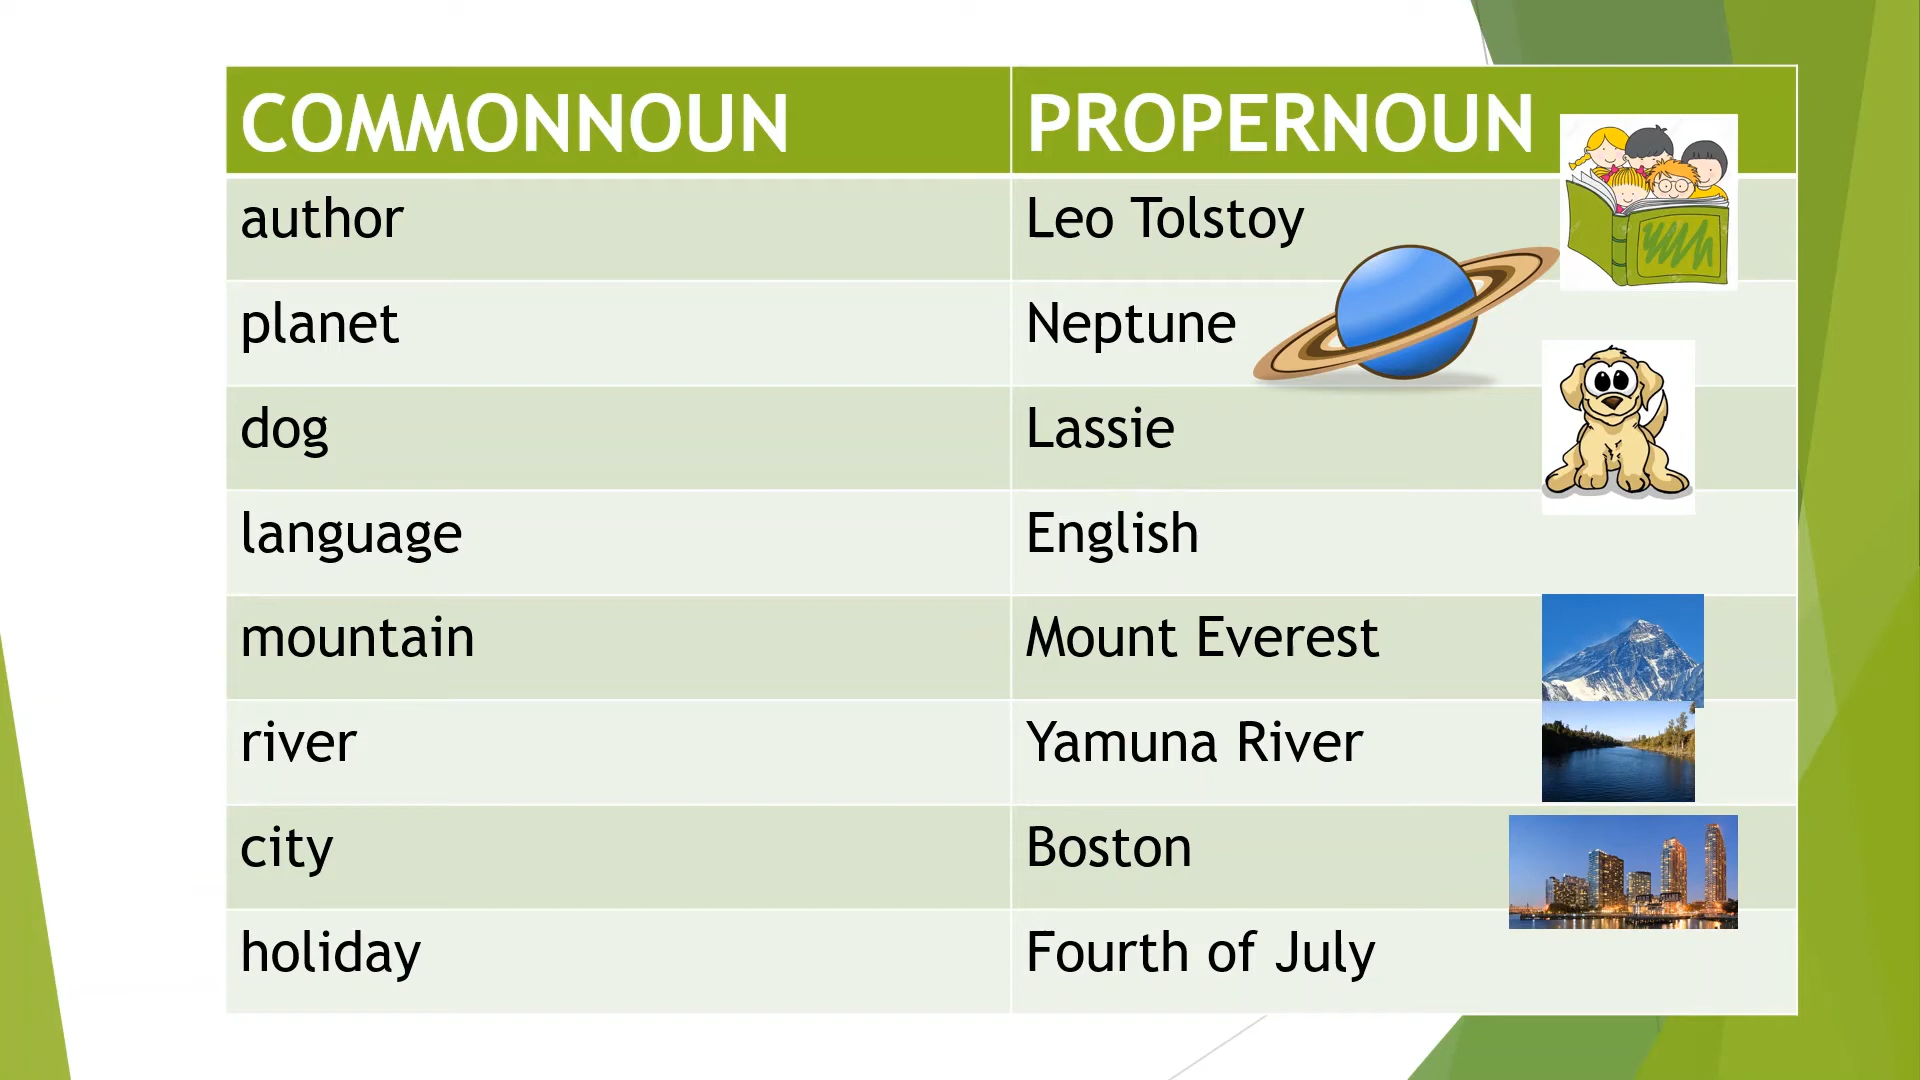 COMMONNOUN PROPERNOUN
author Leo Tolstoy
planet Neptune
dog Lassie
language English
mountain Mount Everest
river Yamuna River
city Boston
holiday Fourth of July